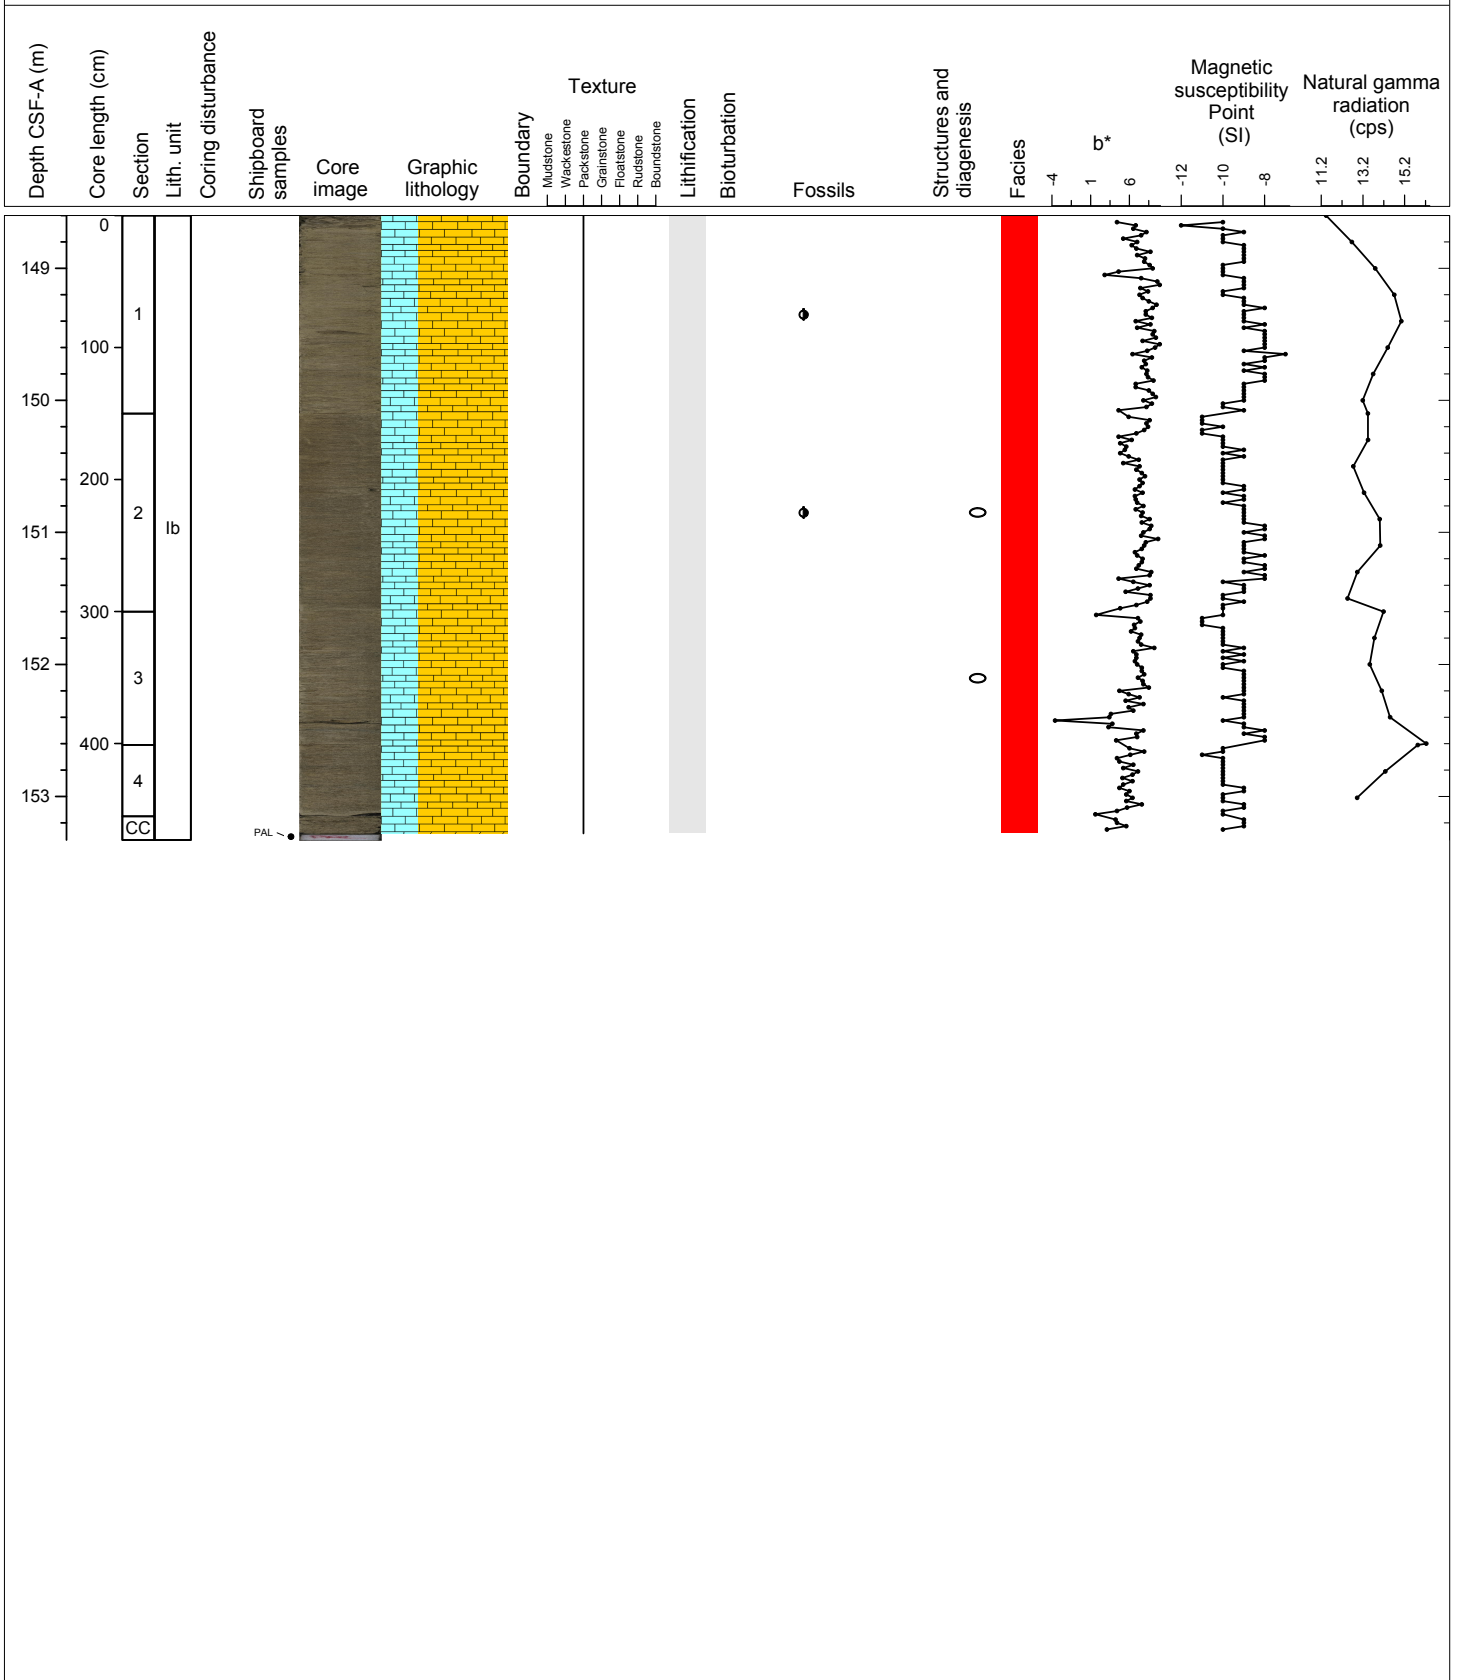 Depth CSF-A (m)
Core length (cm)
Section
Lith. unit
Coring disturbance
Shipboard
samples
Core
image
Graphic
lithology
Boundary
Texture
Mudstone
Wackestone
Packstone
Grainstone
Floatstone
Rudstone
Boundstone
Lithification
Bioturbation
Fossils
Structures and
diagenesis
Facies
b*
-4
1
6
Magnetic
susceptibility
Point
(SI)
-12
-10
-8
Natural gamma
radiation
(cps)
11.2
13.2
15.2
149
150
151
152
153
0
100
200
300
400
1
2
3
4
CC
Ib
PAL